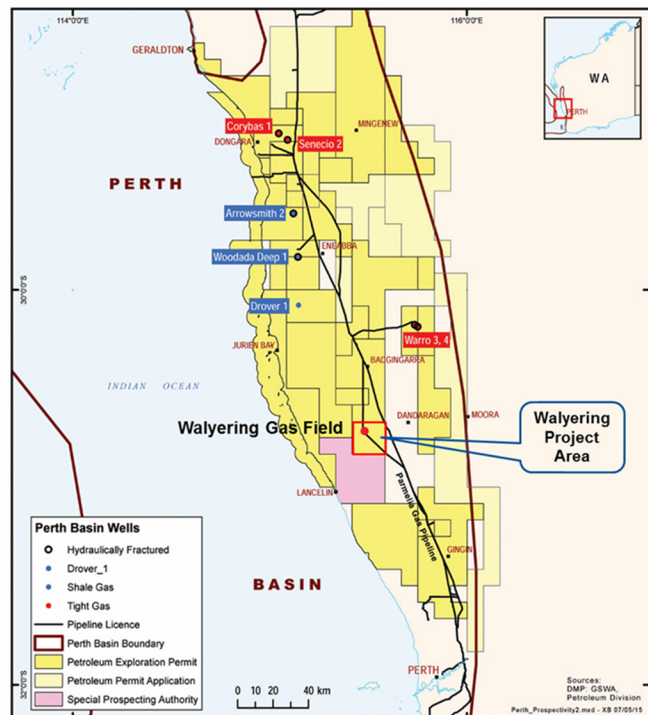 114°0'0"E
116°0'0"E
GERALDTON
WA
PERTH
Corybas 1
MINGENEW
DONGARA
Senecio 2
PERTH
Arrowsmith 2
ENEABBA
Woodada Deep 1
30°0'0"S
Drover 1
Warro 3, 4
JURIEN BAY
BADGINGARRA
INDIAN OCEAN
DANDARAGAN
MOORA
Walyering Gas Field
Walyering
Project
Area
LANCELIN
Parmelia Gas Pipeline
Perth Basin Wells
Hydraulically Fractured
Drover_1
Shale Gas
Tight Gas
Pipeline Licence
Perth Basin Boundary
Petroleum Exploration Permit
Petroleum Permit Application
Special Prospecting Authority
GINGIN
BASIN
PERTH
0 20 40 km
32°0'0"S
Sources:
DMP: GSWA,
Petroleum Division
Perth_Prospectivity2.mxd - XB 07/05/15